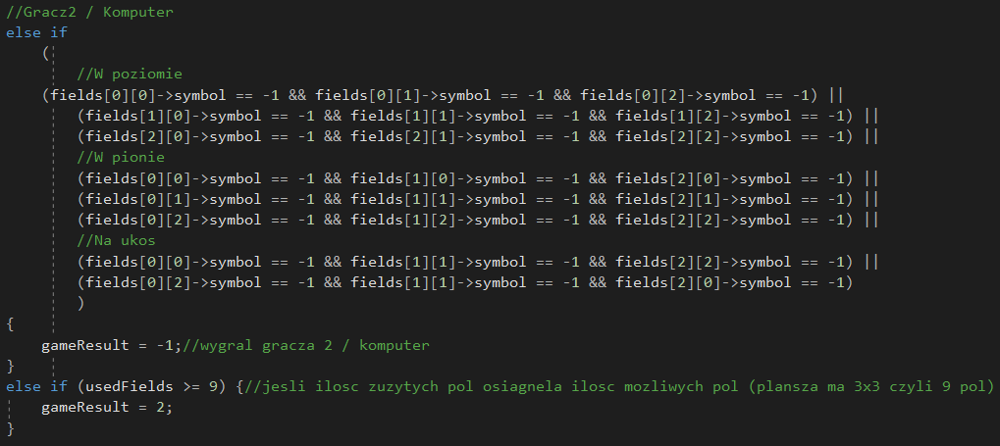 //Gracz2 / Komputer
else if
(
//W poziomie
(fields[0][0]->symbol == -1 && fields[0][1]->symbol == -1 && fields[0][2]->symbol == -1) ||
(fields[1][0]->symbol == -1 && fields[1][1]->symbol == -1 && fields[1][2]->symbol == -1) ||
(fields[2][0]->symbol == -1 && fields[2][1]->symbol == -1 && fields[2][2]->symbol == -1) ||
//W pionie
(fields[0][0]->symbol == -1 && fields[1][0]->symbol == -1 && fields[2][0]->symbol == -1) ||
(fields[0][1]->symbol == -1 && fields[1][1]->symbol == -1 && fields[2][1]->symbol == -1) ||
(fields[0][2]->symbol == -1 && fields[1][2]->symbol == -1 && fields[2][2]->symbol == -1) ||
//Na ukos
(fields[0][0]->symbol == -1 && fields[1][1]->symbol == -1 && fields[2][2]->symbol == -1) ||
(fields[0][2]->symbol == -1 && fields[1][1]->symbol == -1 && fields[2][0]->symbol == -1)
)
{
gameResult = -1;//wygral gracza 2 / komputer
}
else if (usedFields >= 9) {//jesli ilosc zuzytych pol osiagnela ilosc mozliwych pol (plansza ma 3x3 czyli 9 pol)
gameResult = 2;
}